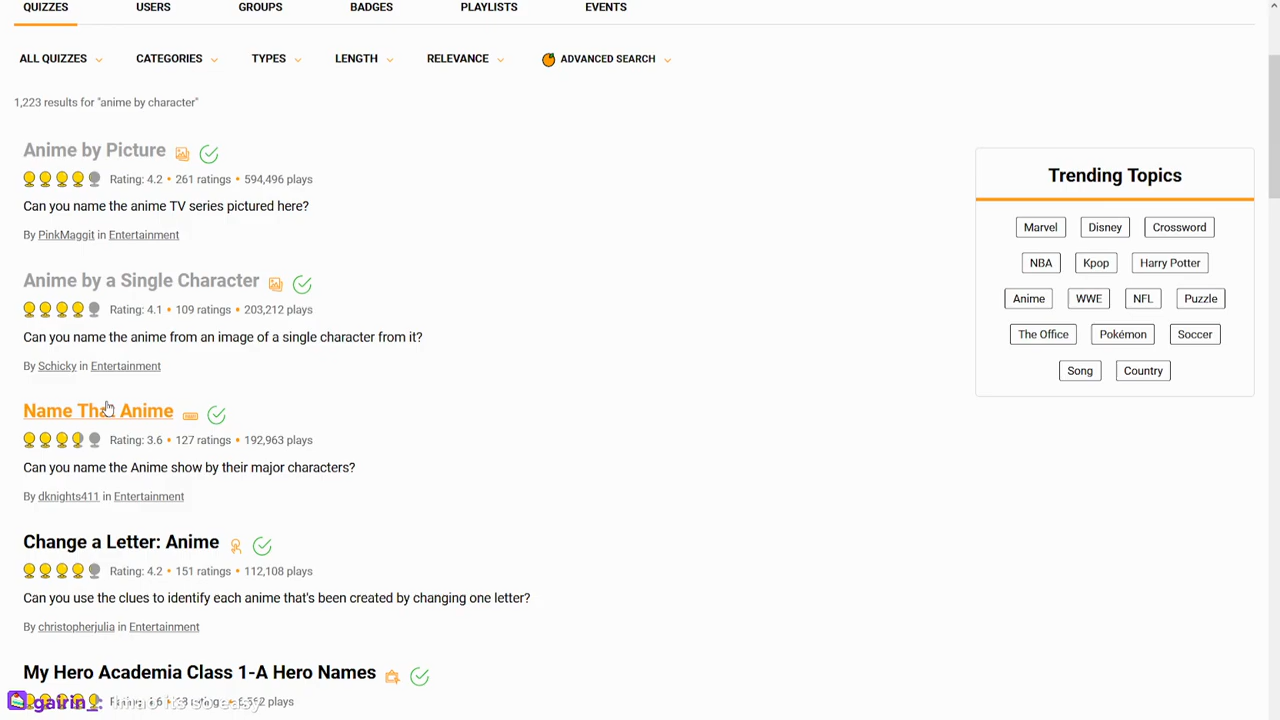 QUIZZES USERS GROUPS BADGES PLAYLISTS EVENTS
ALL QUIZZES CATEGORIES TYPES LENGTH RELEVANCE ADVANCED SEARCH
1,223 results for "anime by character"
Anime by Picture
Rating: 4.2 • 261 ratings • 594,496 plays
Can you name the anime TV series pictured here?
By PinkMaggit in Entertainment
Anime by a Single Character
Rating: 4.1 • 109 ratings • 203,212 plays
Can you name the anime from an image of a single character from it?
By Schicky in Entertainment
Name That Anime
Rating: 3.6 • 127 ratings • 192,963 plays
Can you name the Anime show by their major characters?
By dknights411 in Entertainment
Change a Letter: Anime
Rating: 4.2 • 151 ratings • 112,108 plays
Can you use the clues to identify each anime that's been created by changing one letter?
By christopherjulia in Entertainment
My Hero Academia Class 1-A Hero Names
plays
its so easy
Trending Topics
Marvel Disney Crossword
NBA Kpop Harry Potter
Anime WWE NFL Puzzle
The Office Pokémon Soccer
Song Country